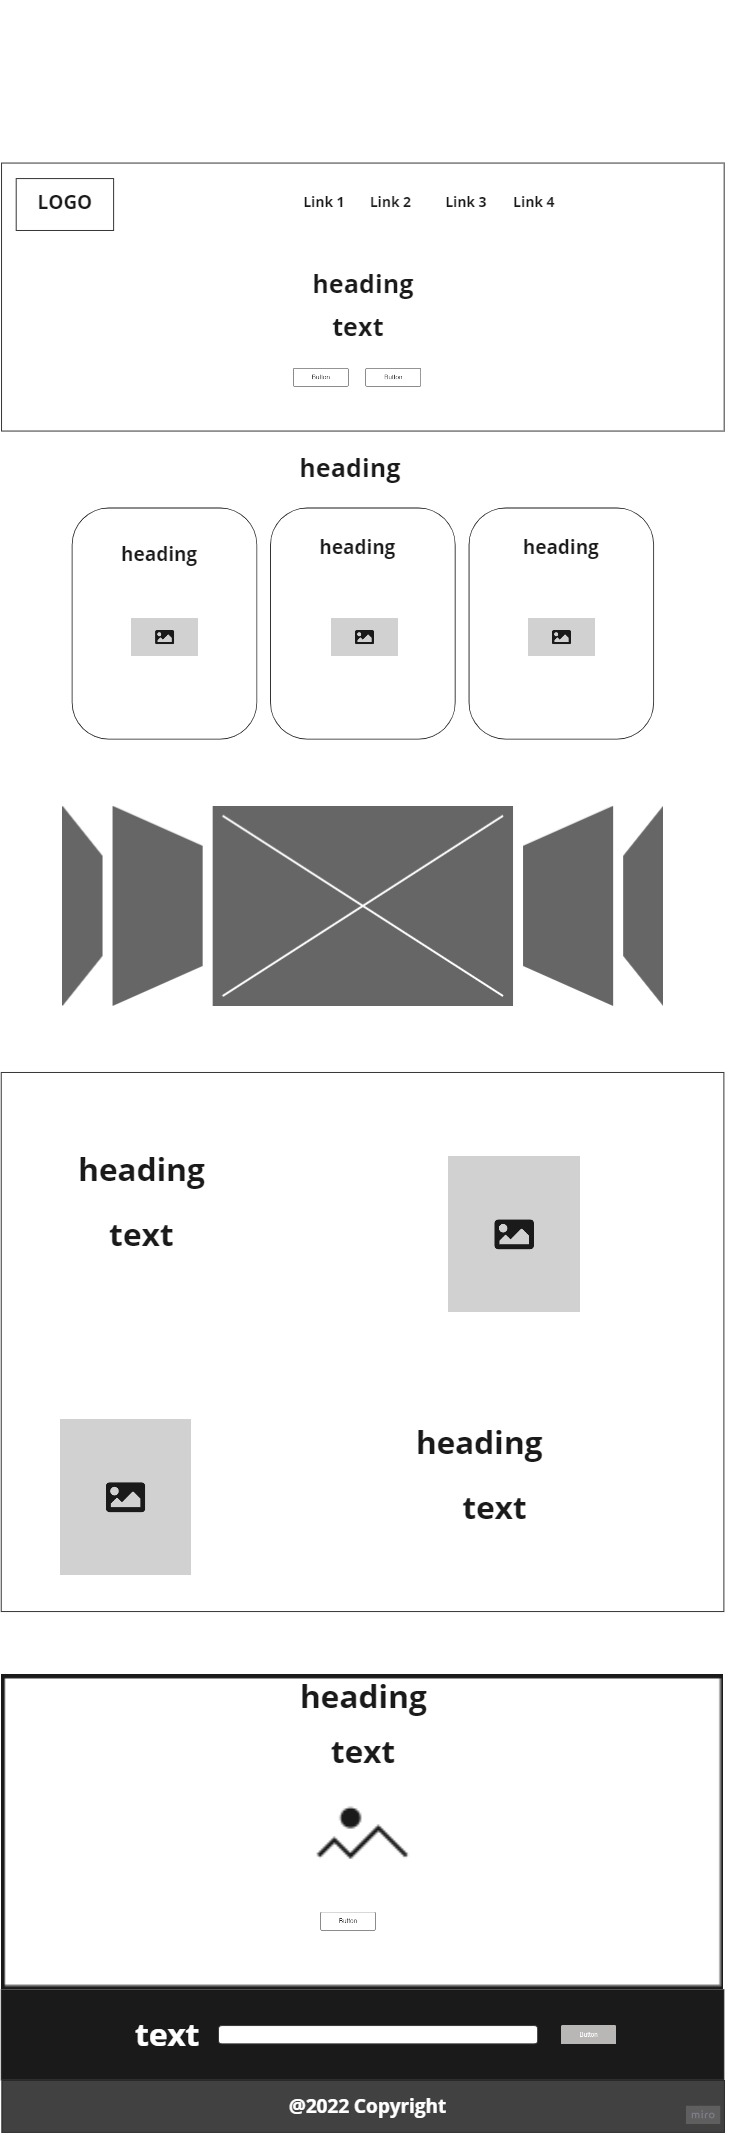 LOGO
Link 1 Link 2 Link 3 Link 4
heading
text
Button Button
heading
heading heading heading
heading
text
heading
text
heading
text
Button
text Button
@2022 Copyright
miro